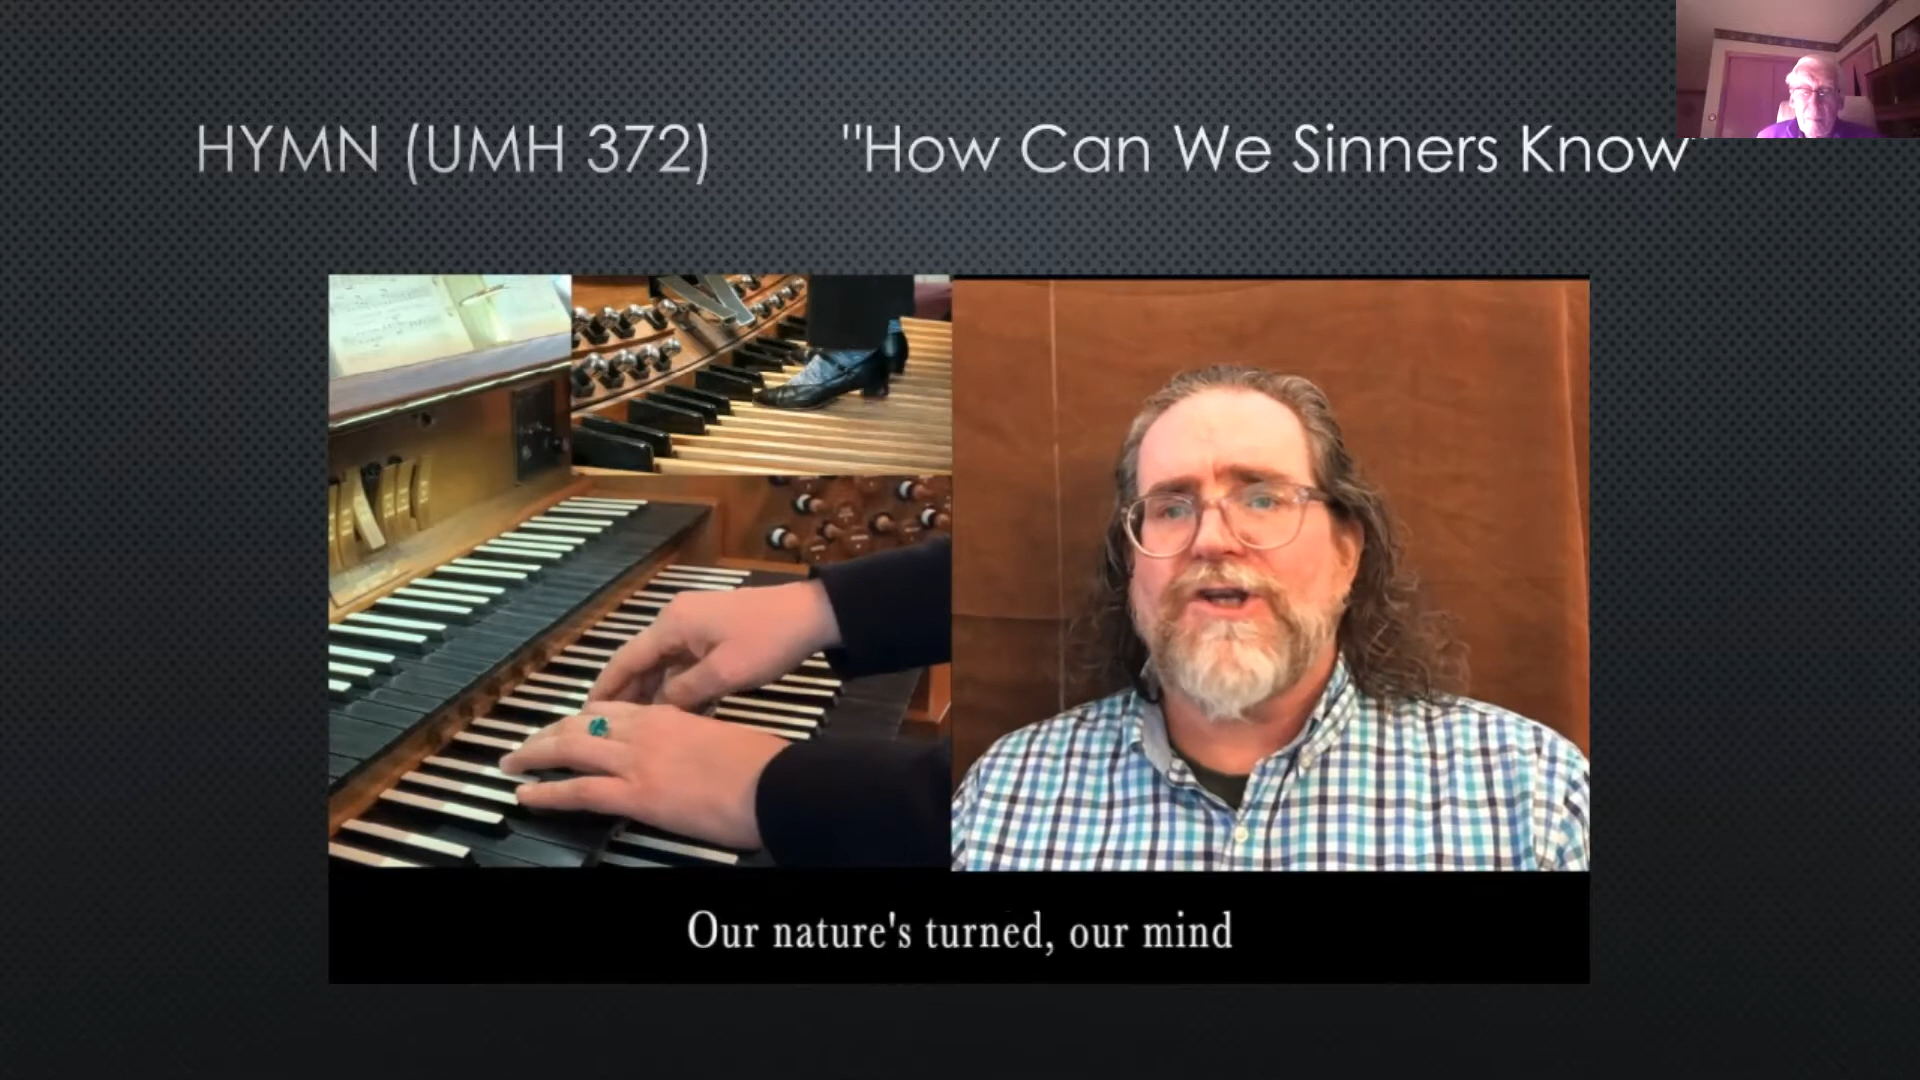 HYMN (UMH 372) "How Can We Sinners Know"
Our nature's turned, our mind